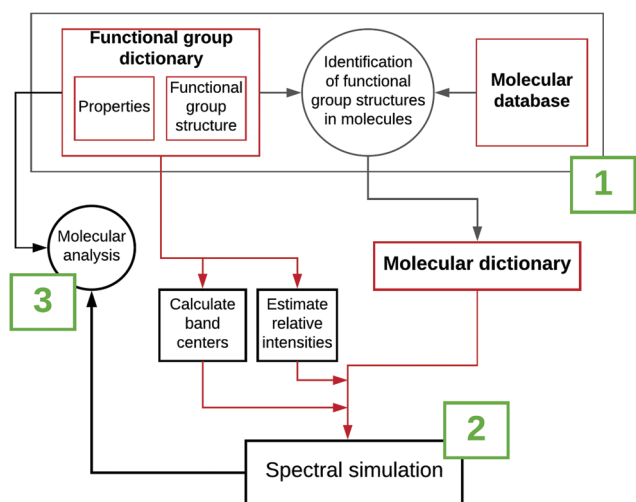 Functional group
dictionary
Properties
Functional
group
structure
Identification
of functional
group structures
in molecules
Molecular
database
1
Molecular
analysis
3
Molecular dictionary
Calculate
band
centers
Estimate
relative
intensities
2
Spectral simulation